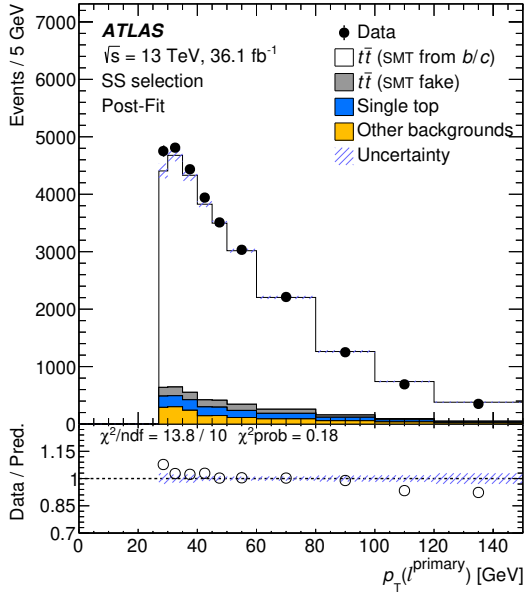 Events / 5 GeV
7000
6000
5000
4000
3000
2000
1000
0
ATLAS
√s = 13 TeV, 36.1 fb⁻¹
SS selection
Post-Fit
Data
tt̄ (SMT from b/c)
tt̄ (SMT fake)
Single top
Other backgrounds
Uncertainty
χ²/ndf = 13.8 / 10 χ²prob = 0.18
Data / Pred.
1.15
1
0.85
0.7
0 20 40 60 80 100 120 140
p_T(l^primary) [GeV]